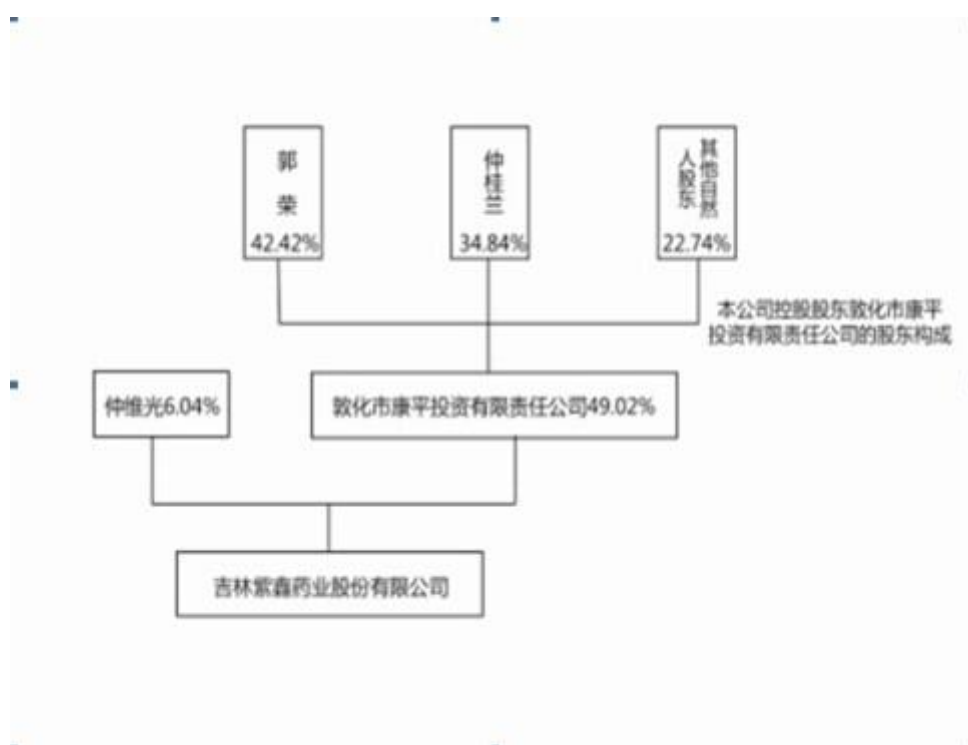 郭荣
42.42%
仲桂兰
34.84%
其他自然
人股东
22.74%
本公司控股股东敦化市康平
投资有限责任公司的股东构成
仲维光6.04%
敦化市康平投资有限责任公司49.02%
吉林紫鑫药业股份有限公司